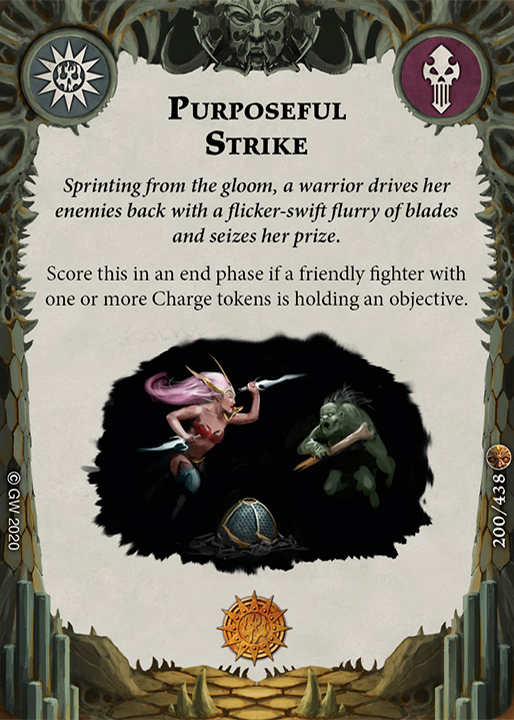 PURPOSEFUL
STRIKE
Sprinting from the gloom, a warrior drives her
enemies back with a flicker-swift flurry of blades
and seizes her prize.
Score this in an end phase if a friendly fighter with
one or more Charge tokens is holding an objective.
© GW 2020
200/438